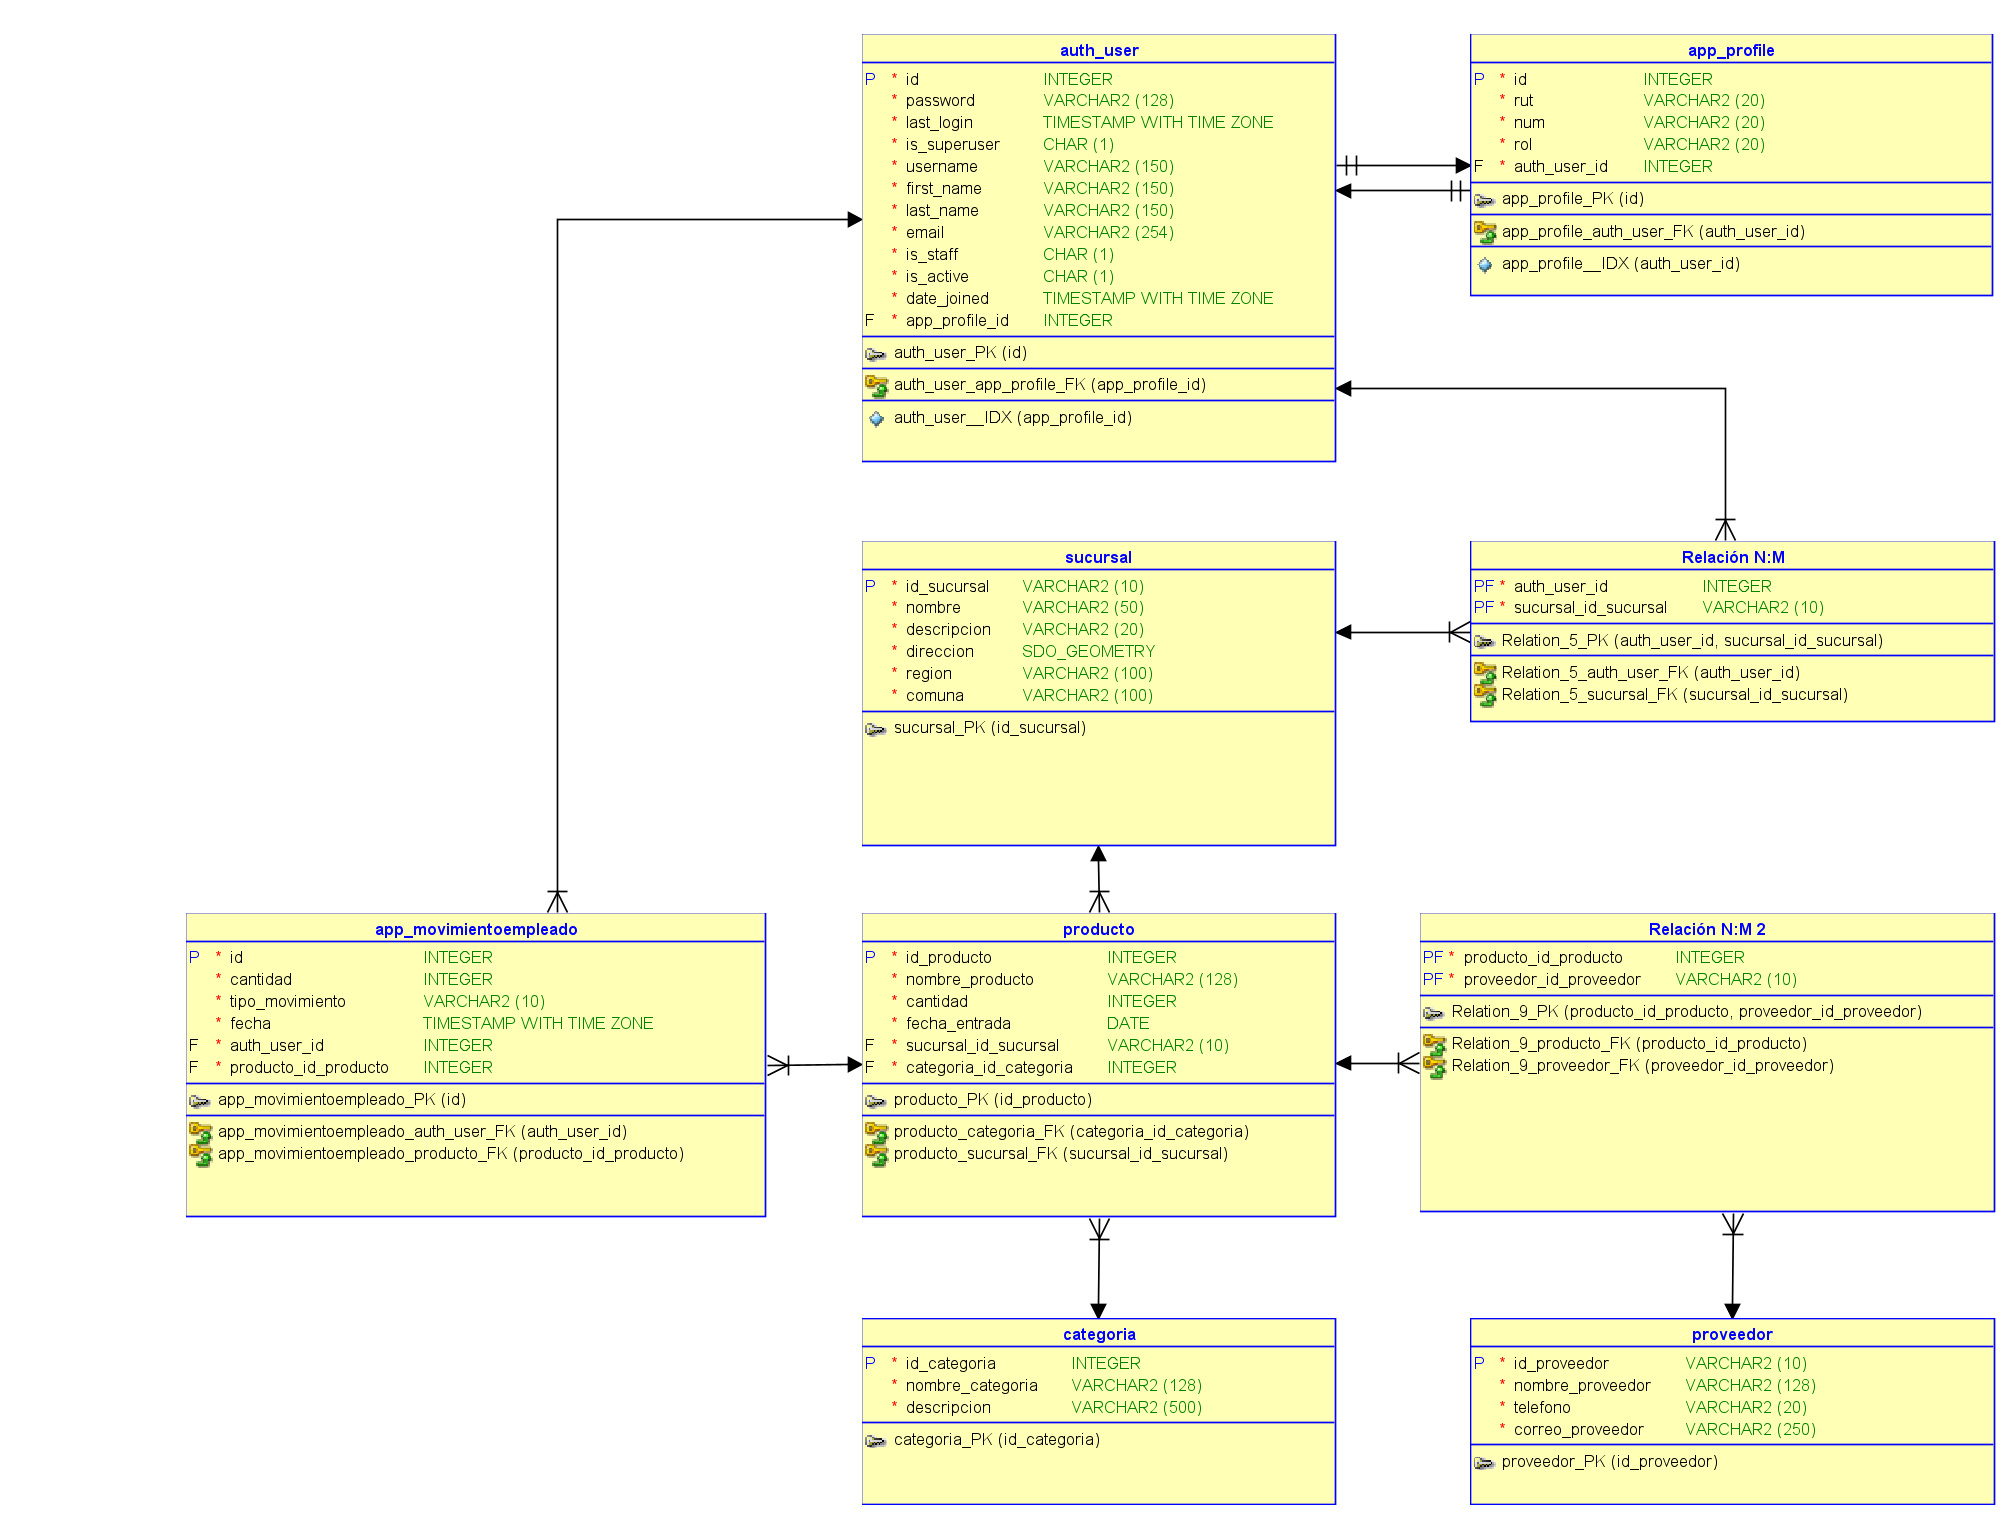 auth_user
P * id INTEGER
* password VARCHAR2 (128)
* last_login TIMESTAMP WITH TIME ZONE
* is_superuser CHAR (1)
* username VARCHAR2 (150)
* first_name VARCHAR2 (150)
* last_name VARCHAR2 (150)
* email VARCHAR2 (254)
* is_staff CHAR (1)
* is_active CHAR (1)
* date_joined TIMESTAMP WITH TIME ZONE
F * app_profile_id INTEGER
auth_user_PK (id)
auth_user_app_profile_FK (app_profile_id)
auth_user__IDX (app_profile_id)
app_profile
P * id INTEGER
* rut VARCHAR2 (20)
* num VARCHAR2 (20)
* rol VARCHAR2 (20)
F * auth_user_id INTEGER
app_profile_PK (id)
app_profile_auth_user_FK (auth_user_id)
app_profile__IDX (auth_user_id)
sucursal
P * id_sucursal VARCHAR2 (10)
* nombre VARCHAR2 (50)
* descripcion VARCHAR2 (20)
* direccion SDO_GEOMETRY
* region VARCHAR2 (100)
* comuna VARCHAR2 (100)
sucursal_PK (id_sucursal)
Relación N:M
PF * auth_user_id INTEGER
PF * sucursal_id_sucursal VARCHAR2 (10)
Relation_5_PK (auth_user_id, sucursal_id_sucursal)
Relation_5_auth_user_FK (auth_user_id)
Relation_5_sucursal_FK (sucursal_id_sucursal)
app_movimientoempleado
P * id INTEGER
* cantidad INTEGER
* tipo_movimiento VARCHAR2 (10)
* fecha TIMESTAMP WITH TIME ZONE
F * auth_user_id INTEGER
F * producto_id_producto INTEGER
app_movimientoempleado_PK (id)
app_movimientoempleado_auth_user_FK (auth_user_id)
app_movimientoempleado_producto_FK (producto_id_producto)
producto
P * id_producto INTEGER
* nombre_producto VARCHAR2 (128)
* cantidad INTEGER
* fecha_entrada DATE
F * sucursal_id_sucursal VARCHAR2 (10)
F * categoria_id_categoria INTEGER
producto_PK (id_producto)
producto_categoria_FK (categoria_id_categoria)
producto_sucursal_FK (sucursal_id_sucursal)
Relación N:M 2
PF * producto_id_producto INTEGER
PF * proveedor_id_proveedor VARCHAR2 (10)
Relation_9_PK (producto_id_producto, proveedor_id_proveedor)
Relation_9_producto_FK (producto_id_producto)
Relation_9_proveedor_FK (proveedor_id_proveedor)
categoria
P * id_categoria INTEGER
* nombre_categoria VARCHAR2 (128)
* descripcion VARCHAR2 (500)
categoria_PK (id_categoria)
proveedor
P * id_proveedor VARCHAR2 (10)
* nombre_proveedor VARCHAR2 (128)
* telefono VARCHAR2 (20)
* correo_proveedor VARCHAR2 (250)
proveedor_PK (id_proveedor)